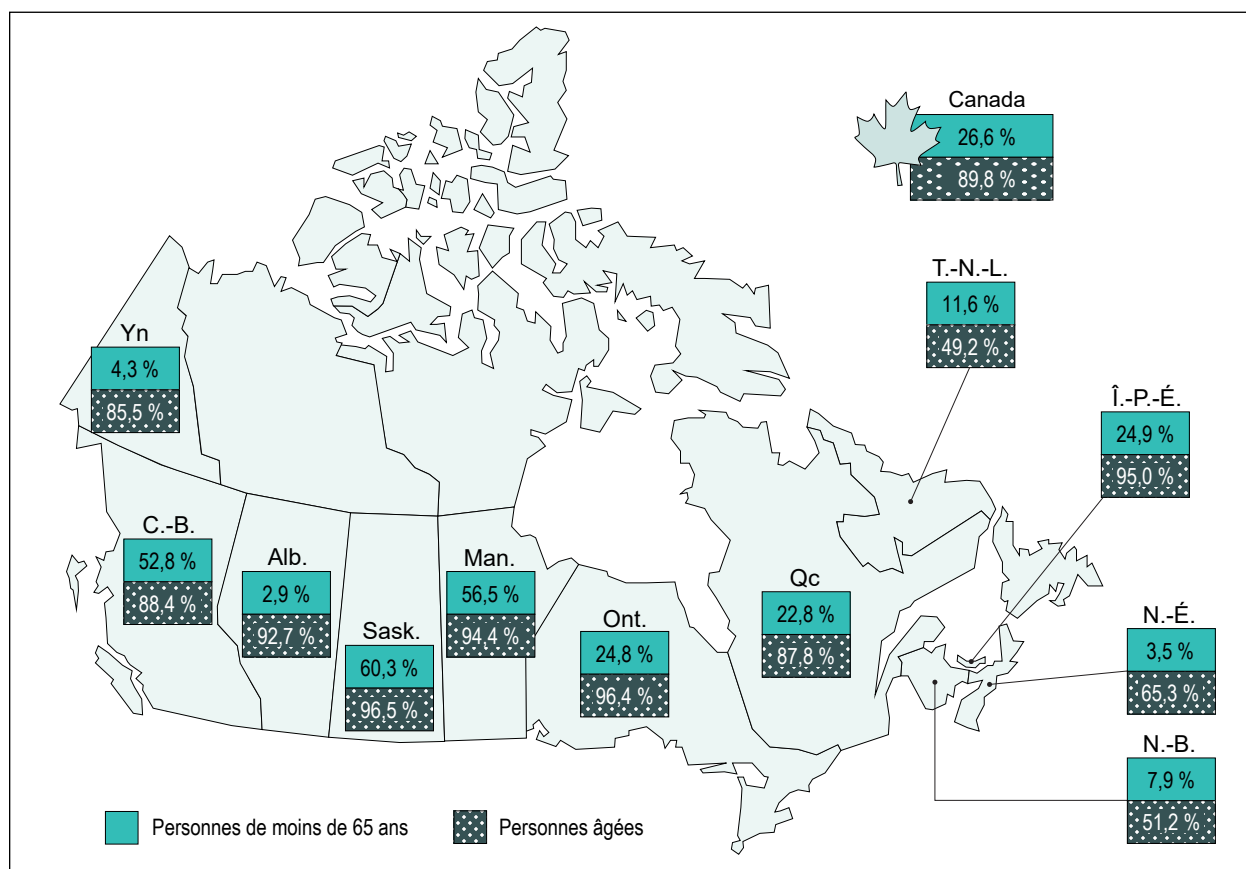 Canada
26,6 %
89,8 %
T.-N.-L.
11,6 %
49,2 %
Yn
4,3 %
85,5 %
Î.-P.-É.
24,9 %
95,0 %
C.-B.
52,8 %
88,4 %
Alb.
2,9 %
92,7 %
Sask.
60,3 %
96,5 %
Man.
56,5 %
94,4 %
Ont.
24,8 %
96,4 %
Qc
22,8 %
87,8 %
N.-É.
3,5 %
65,3 %
N.-B.
7,9 %
51,2 %
Personnes de moins de 65 ans
Personnes âgées